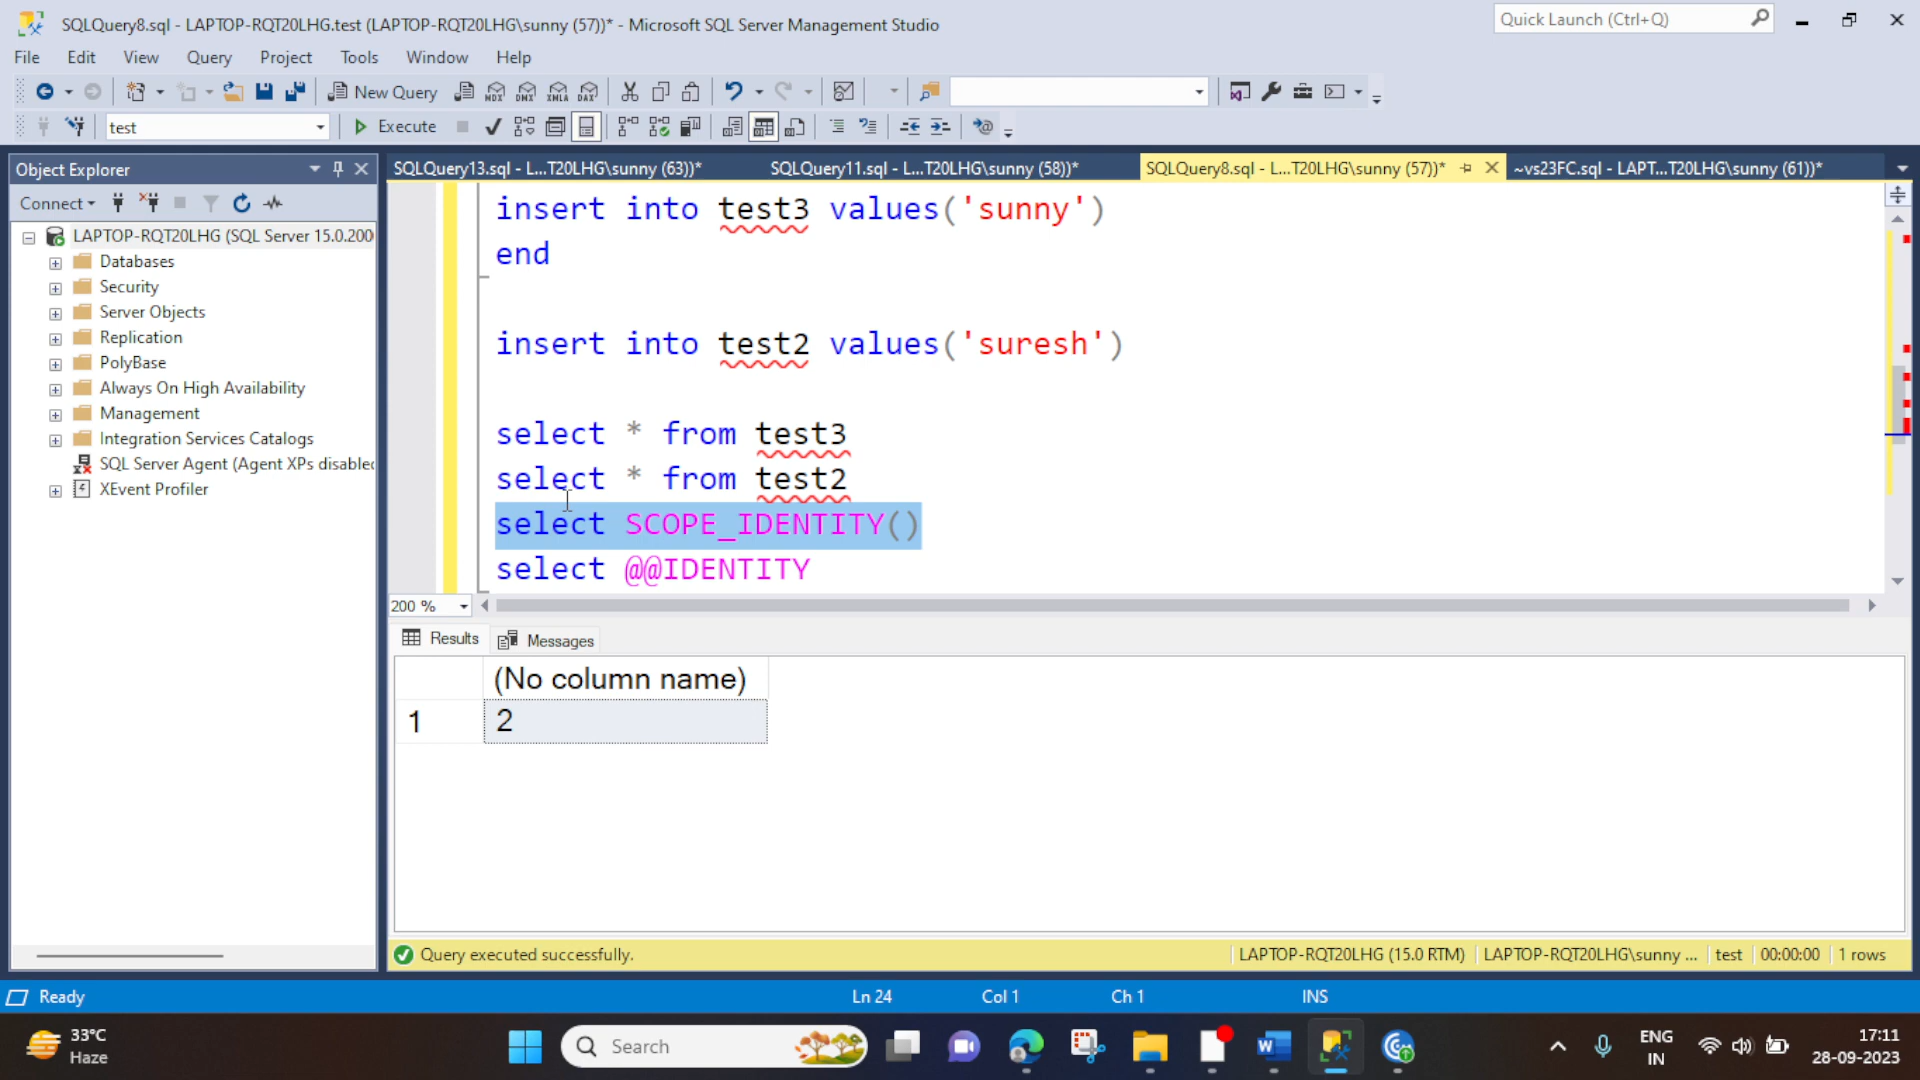 SQLQuery8.sql - LAPTOP-RQT20LHG.test (LAPTOP-RQT20LHG\sunny (57))* - Microsoft SQL Server Management Studio
Quick Launch (Ctrl+Q)
File Edit View Query Project Tools Window Help
New Query
MDX DMX XMLA DAX
test
Execute
Object Explorer
SQLQuery13.sql - L...T20LHG\sunny (63))*
SQLQuery11.sql - L...T20LHG\sunny (58))*
SQLQuery8.sql - L...T20LHG\sunny (57))*
~vs23FC.sql - LAPT...T20LHG\sunny (61))*
Connect
LAPTOP-RQT20LHG (SQL Server 15.0.200
Databases
Security
Server Objects
Replication
PolyBase
Always On High Availability
Management
Integration Services Catalogs
SQL Server Agent (Agent XPs disabled
XEvent Profiler
insert into test3 values('sunny')
end
insert into test2 values('suresh')
select * from test3
select * from test2
select SCOPE_IDENTITY()
select @@IDENTITY
200 %
Results Messages
(No column name)
1 2
Query executed successfully.
LAPTOP-RQT20LHG (15.0 RTM) LAPTOP-RQT20LHG\sunny ... test 00:00:00 1 rows
Ready Ln 24 Col 1 Ch 1 INS
33°C
Haze
Search
ENG
IN
17:11
28-09-2023